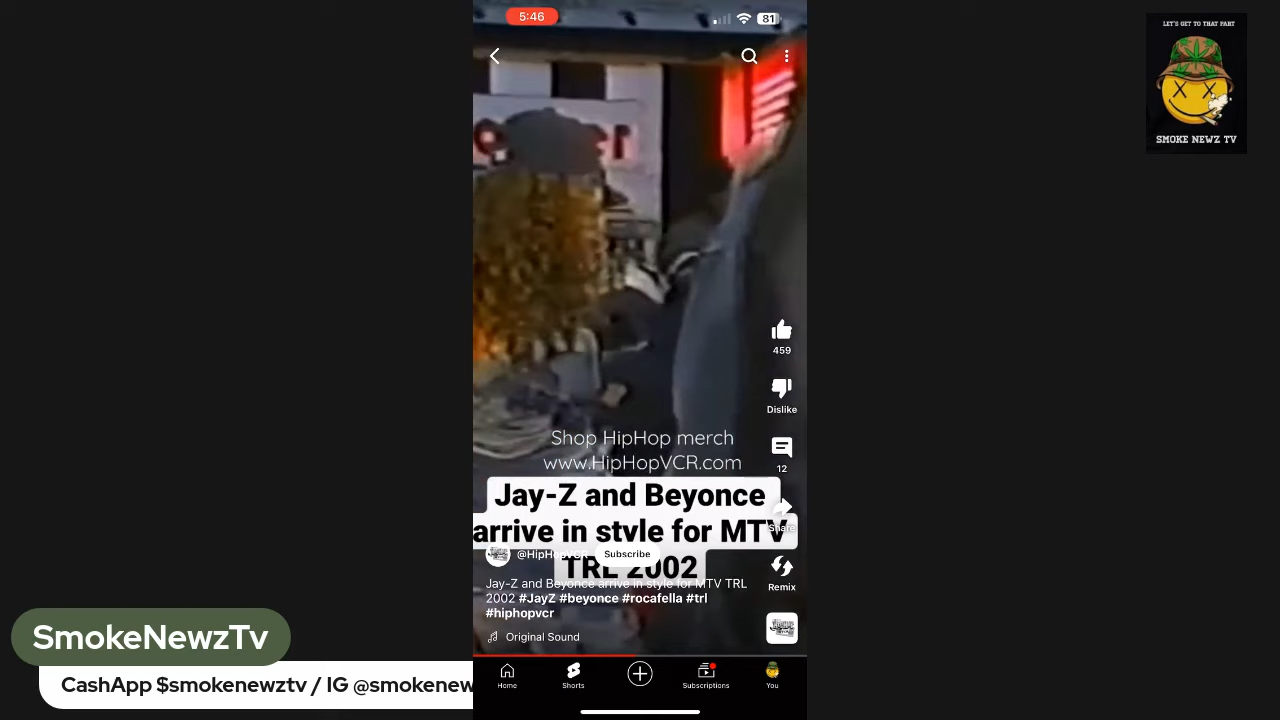 5:46
81
LET'S GET TO THAT PART
SMOKE NEWZ TV
459
Dislike
Shop HipHop merch
www.HipHopVCR.com
12
Jay-Z and Beyonce
arrive in style for MTV
TRL 2002
Share
@HipHopVCR
Subscribe
Jay-Z and Beyonce arrive in style for MTV TRL
2002 #JayZ #beyonce #rocafella #trl
#hiphopvcr
Remix
Original Sound
Home
Shorts
Subscriptions
You
SmokeNewzTv
CashApp $smokenewztv / IG @smokenew